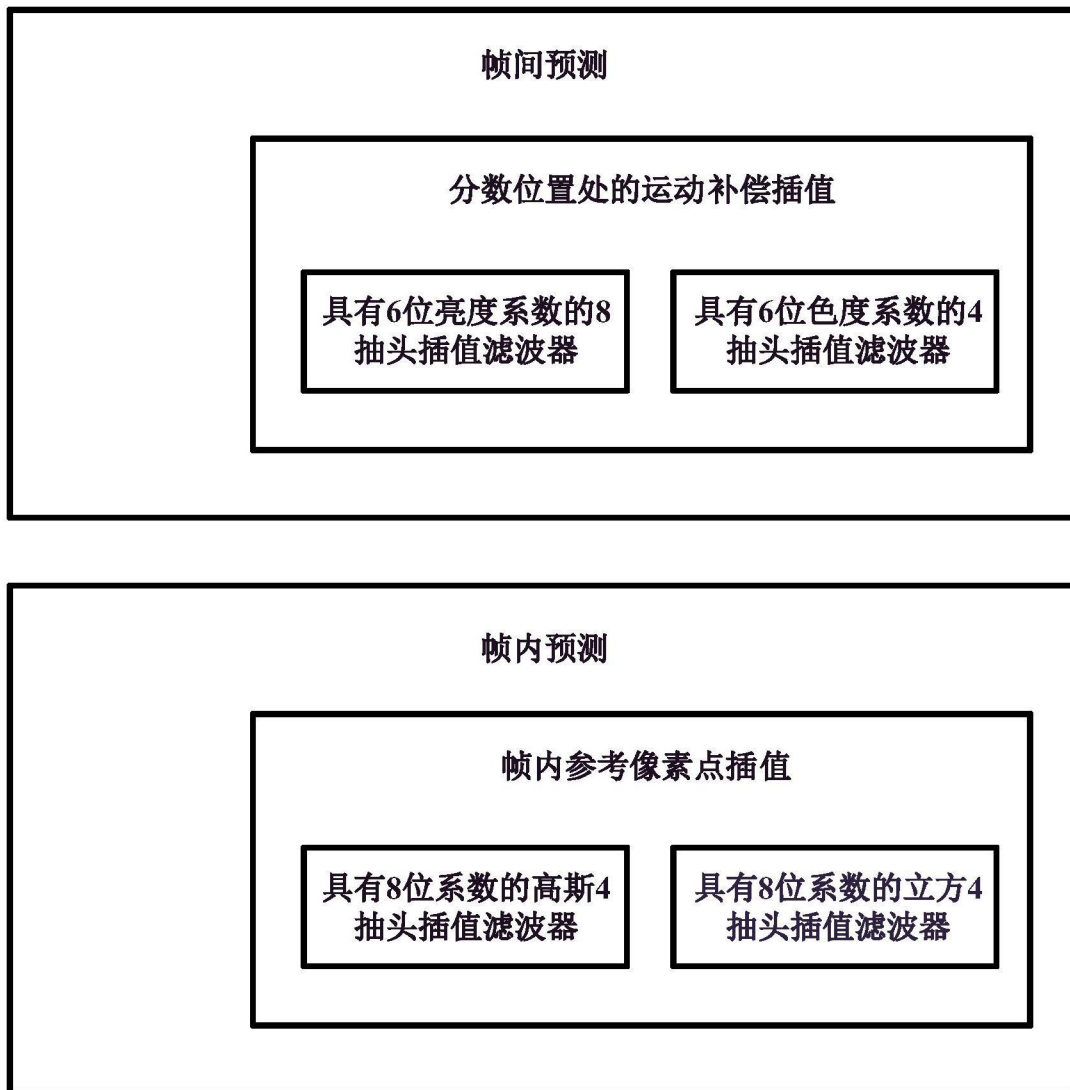 帧间预测
分数位置处的运动补偿插值
具有6位亮度系数的8
抽头插值滤波器
具有6位色度系数的4
抽头插值滤波器
帧内预测
帧内参考像素点插值
具有8位系数的高斯4
抽头插值滤波器
具有8位系数的立方4
抽头插值滤波器